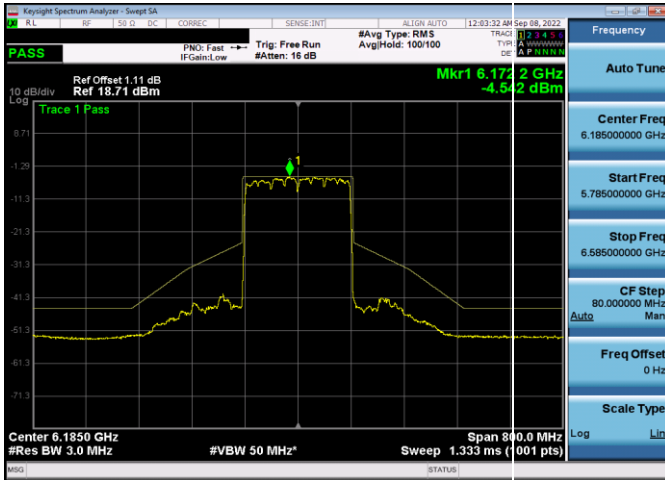 Keysight Spectrum Analyzer - Swept SA
RL RF 50 Ω DC CORREC SENSE:INT ALIGN AUTO 12:03:32 AM Sep 08, 2022
Frequency
#Avg Type: RMS
TRAC 1 2 3 4 5 6
PASS
PNO: Fast Trig: Free Run Avg|Hold: 100/100
TYP A WWWWW
IFGain:Low #Atten: 16 dB
DE A P N N N N
Auto Tune
Mkr1 6.172 2 GHz
Ref Offset 1.11 dB
-4.542 dBm
10 dB/div Ref 18.71 dBm
Log
Trace 1 Pass
Center Freq
6.185000000 GHz
8.71
1
-1.29
Start Freq
5.785000000 GHz
-11.3
-21.3
Stop Freq
6.585000000 GHz
-31.3
CF Step
80.000000 MHz
Auto Man
-41.3
-51.3
Freq Offset
0 Hz
-61.3
-71.3
Scale Type
Log Lin
Center 6.1850 GHz Span 800.0 MHz
#Res BW 3.0 MHz #VBW 50 MHz* Sweep 1.333 ms (1001 pts)
MSG STATUS